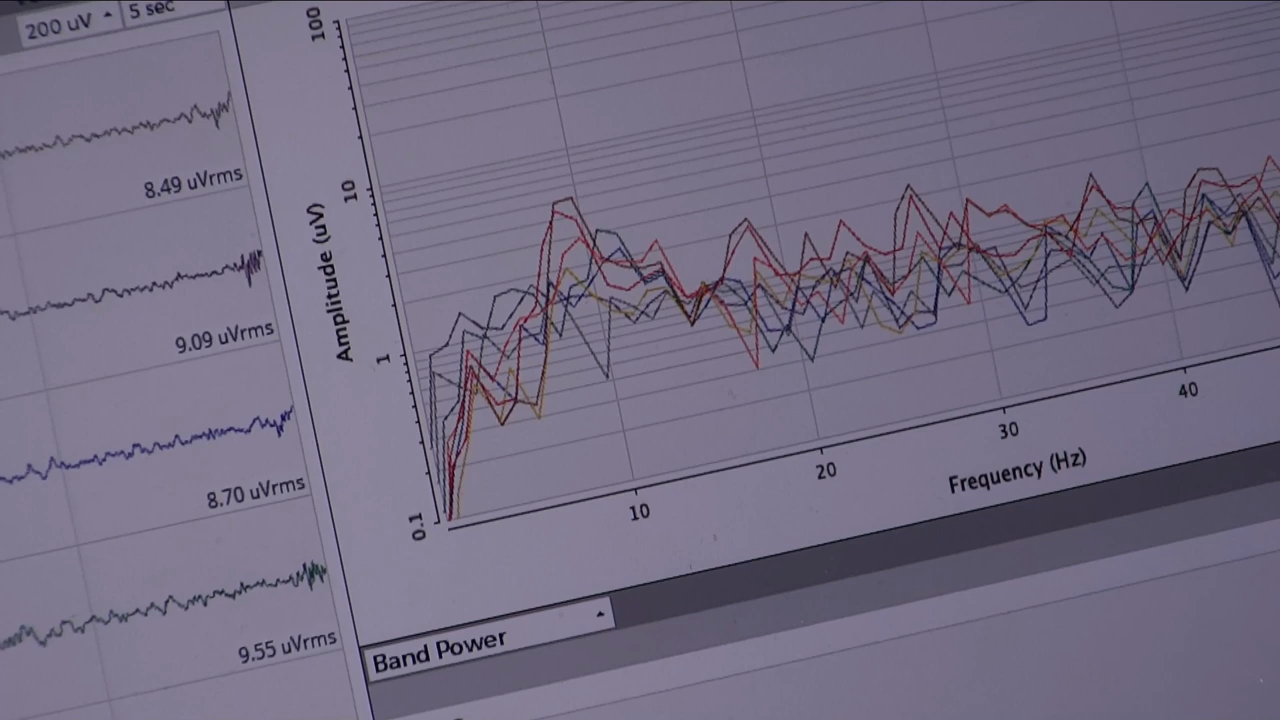 200 uV
5 sec
8.49 uVrms
9.09 uVrms
8.70 uVrms
9.55 uVrms
100
10
1
0.1
Amplitude (uV)
10
20
30
40
Frequency (Hz)
Band Power